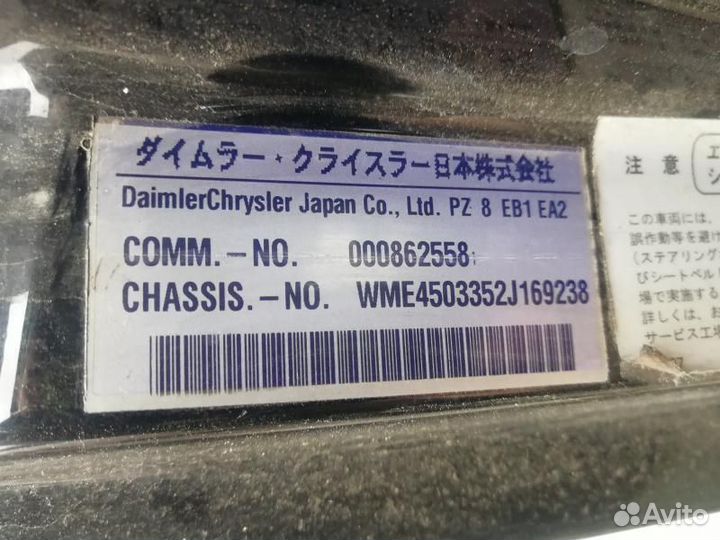 ダイムラー・クライスラー日本株式会社
DaimlerChrysler Japan Co., Ltd. PZ 8 EB1 EA2
COMM.-NO. 000862558
CHASSIS.-NO. WME4503352J169238
注 意
この車両には、
誤作動等を避け
(ステアリング
びシートベル
場で実施する
詳しくは、お
サービス工
Avito